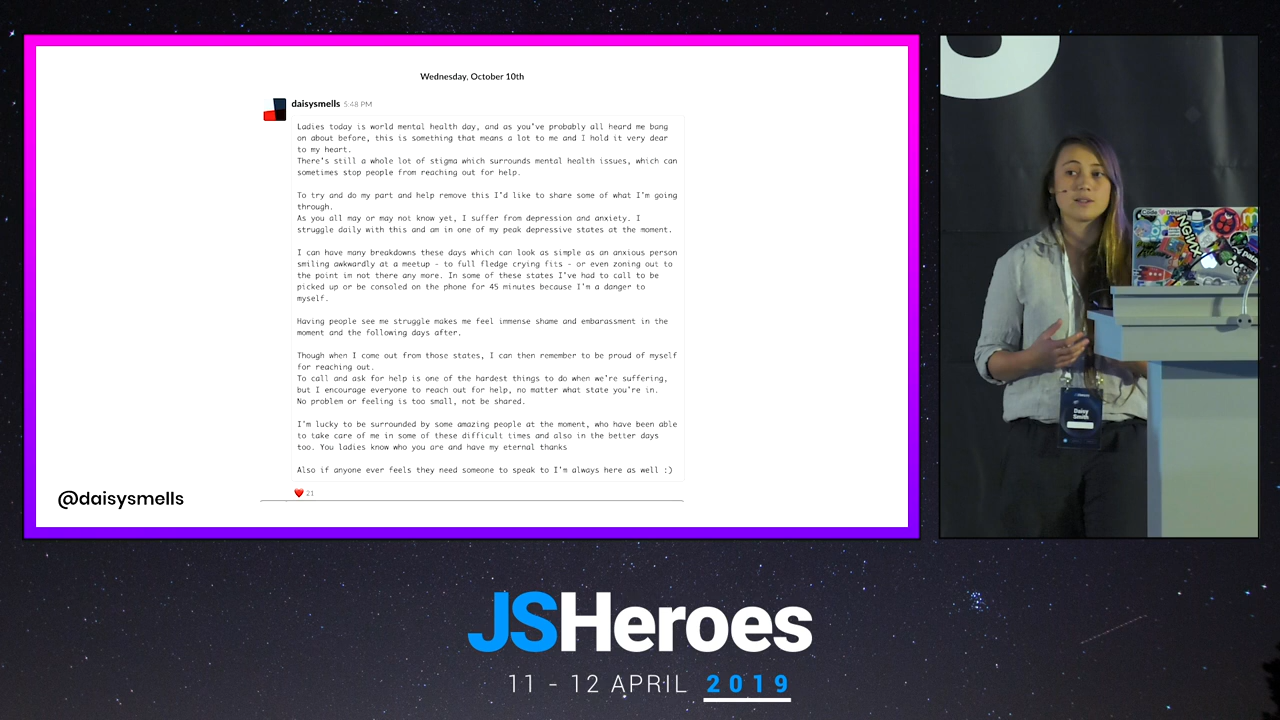 Wednesday, October 10th
daisysmells 5:48 PM
Ladies today is world mental health day, and as you've probably all heard me bang
on about before, this is something that means a lot to me and I hold it very dear
to my heart.
There's still a whole lot of stigma which surrounds mental health issues, which can
sometimes stop people from reaching out for help.
To try and do my part and help remove this I'd like to share some of what I'm going
through.
As you all may or may not know yet, I suffer from depression and anxiety. I
struggle daily with this and am in one of my peak depressive states at the moment.
I can have many breakdowns these days which can look as simple as an anxious person
smiling awkwardly at a meetup - to full fledge crying fits - or even zoning out to
the point in not there any more. In some of these states I've had to call to be
picked up or be consoled on the phone for 45 minutes because I'm a danger to
myself.
Having people see me struggle makes me feel immense shame and embarassment in the
moment and the following days after.
Though when I come out from those states, I can then remember to be proud of myself
for reaching out.
To call and ask for help is one of the hardest things to do when we're suffering,
but I encourage everyone to reach out for help, no matter what state you're in.
No problem or feeling is too small, not be shared.
I'm lucky to be surrounded by some amazing people at the moment, who have been able
to take care of me in some of these difficult times and also in the better days
too. You ladies know who you are and have my eternal thanks
Also if anyone ever feels they need someone to speak to I'm always here as well :)
21
@daisysmells
Code Design
NGINX
Daisy
Smith
JSHeroes
11 - 12 APRIL 2019